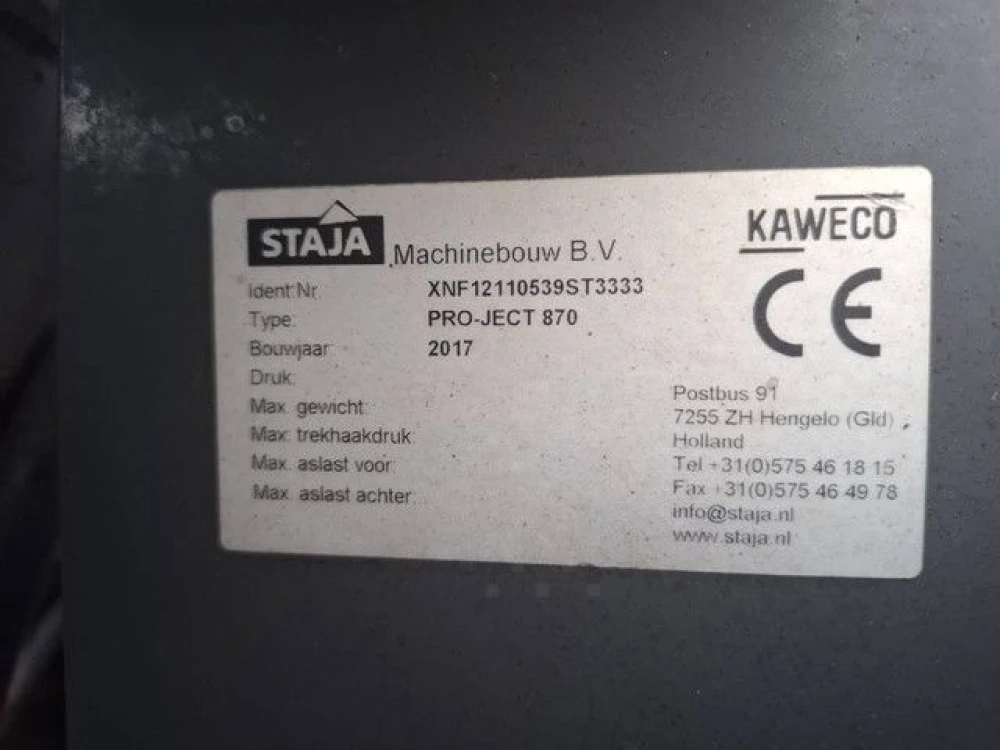 STAJA Machinebouw B.V.
KAWECO
Ident.Nr. XNF12110539ST3333
Type: PRO-JECT 870
Bouwjaar 2017
Druk:
Max. gewicht:
Max. trekhaakdruk:
Max. aslast voor:
Max. aslast achter:
CE
Postbus 91
7255 ZH Hengelo (Gld)
Holland
Tel +31(0)575 46 18 15
Fax +31(0)575 46 49 78
info@staja.nl
www.staja.nl